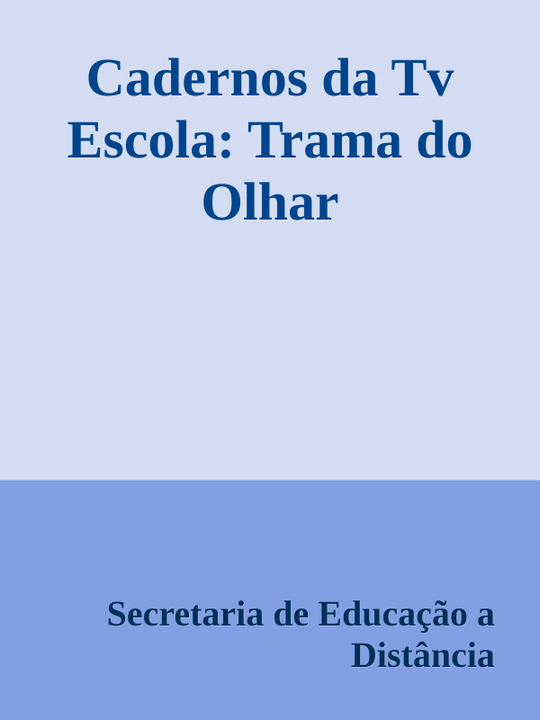 Cadernos da Tv
Escola: Trama do
Olhar
Secretaria de Educação a
Distância